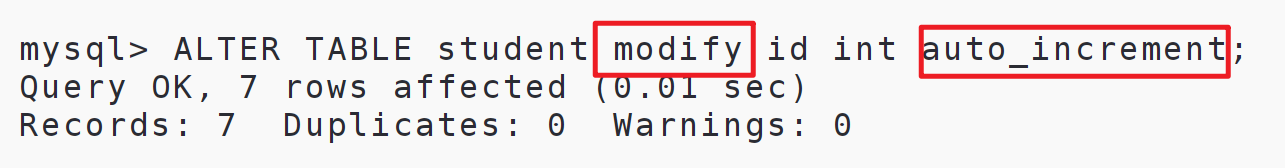 mysql> ALTER TABLE student modify id int auto_increment;
Query OK, 7 rows affected (0.01 sec)
Records: 7  Duplicates: 0  Warnings: 0